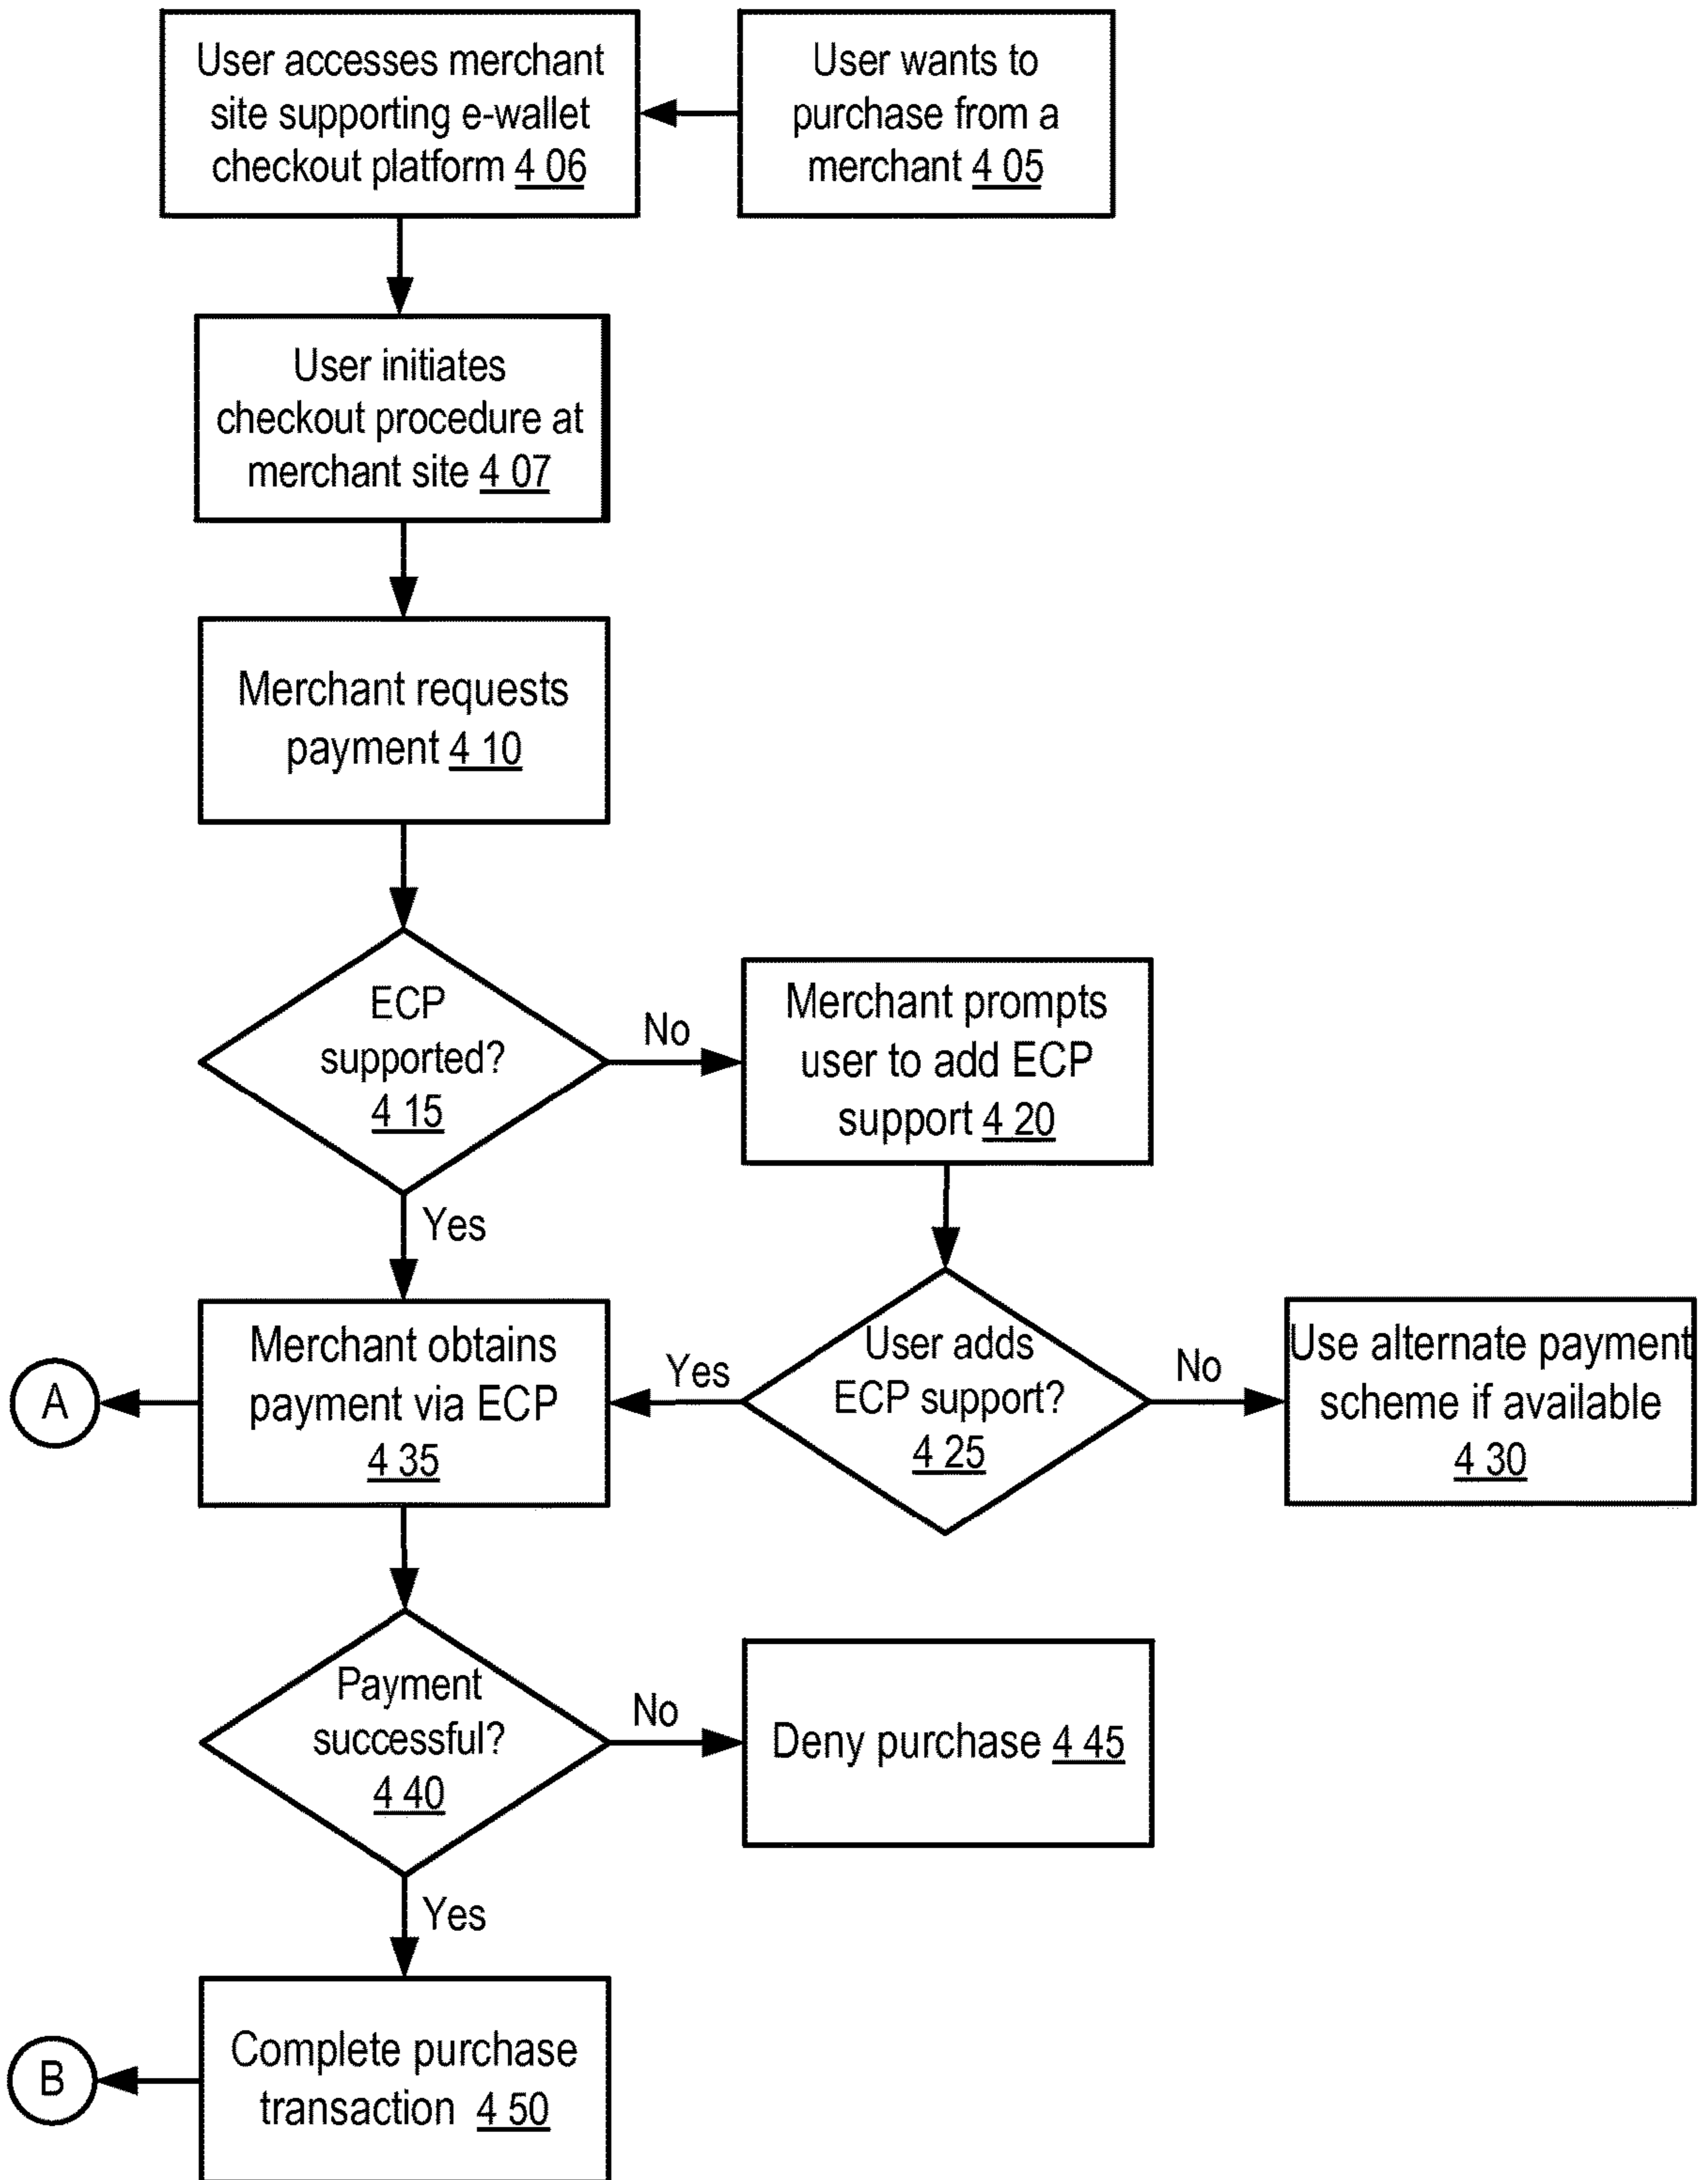 User accesses merchant
site supporting e-wallet
checkout platform 4 06
User wants to
purchase from a
merchant 4 05
User initiates
checkout procedure at
merchant site 4 07
Merchant requests
payment 4 10
ECP
supported?
4 15
No
Merchant prompts
user to add ECP
support 4 20
Yes
A
Merchant obtains
payment via ECP
4 35
Yes
User adds
ECP support?
4 25
No
Use alternate payment
scheme if available
4 30
Payment
successful?
4 40
No
Deny purchase 4 45
Yes
B
Complete purchase
transaction 4 50